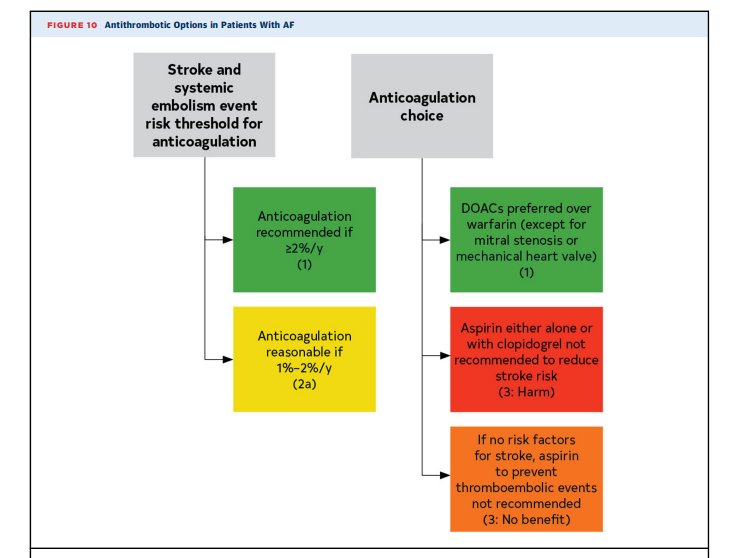 FIGURE 10 Antithrombotic Options in Patients With AF
Stroke and
systemic
embolism event
risk threshold for
anticoagulation
Anticoagulation
recommended if
≥2%/y
(1)
Anticoagulation
reasonable if
1%–2%/y
(2a)
Anticoagulation
choice
DOACs preferred over
warfarin (except for
mitral stenosis or
mechanical heart valve)
(1)
Aspirin either alone or
with clopidogrel not
recommended to reduce
stroke risk
(3: Harm)
If no risk factors
for stroke, aspirin
to prevent
thromboembolic events
not recommended
(3: No benefit)